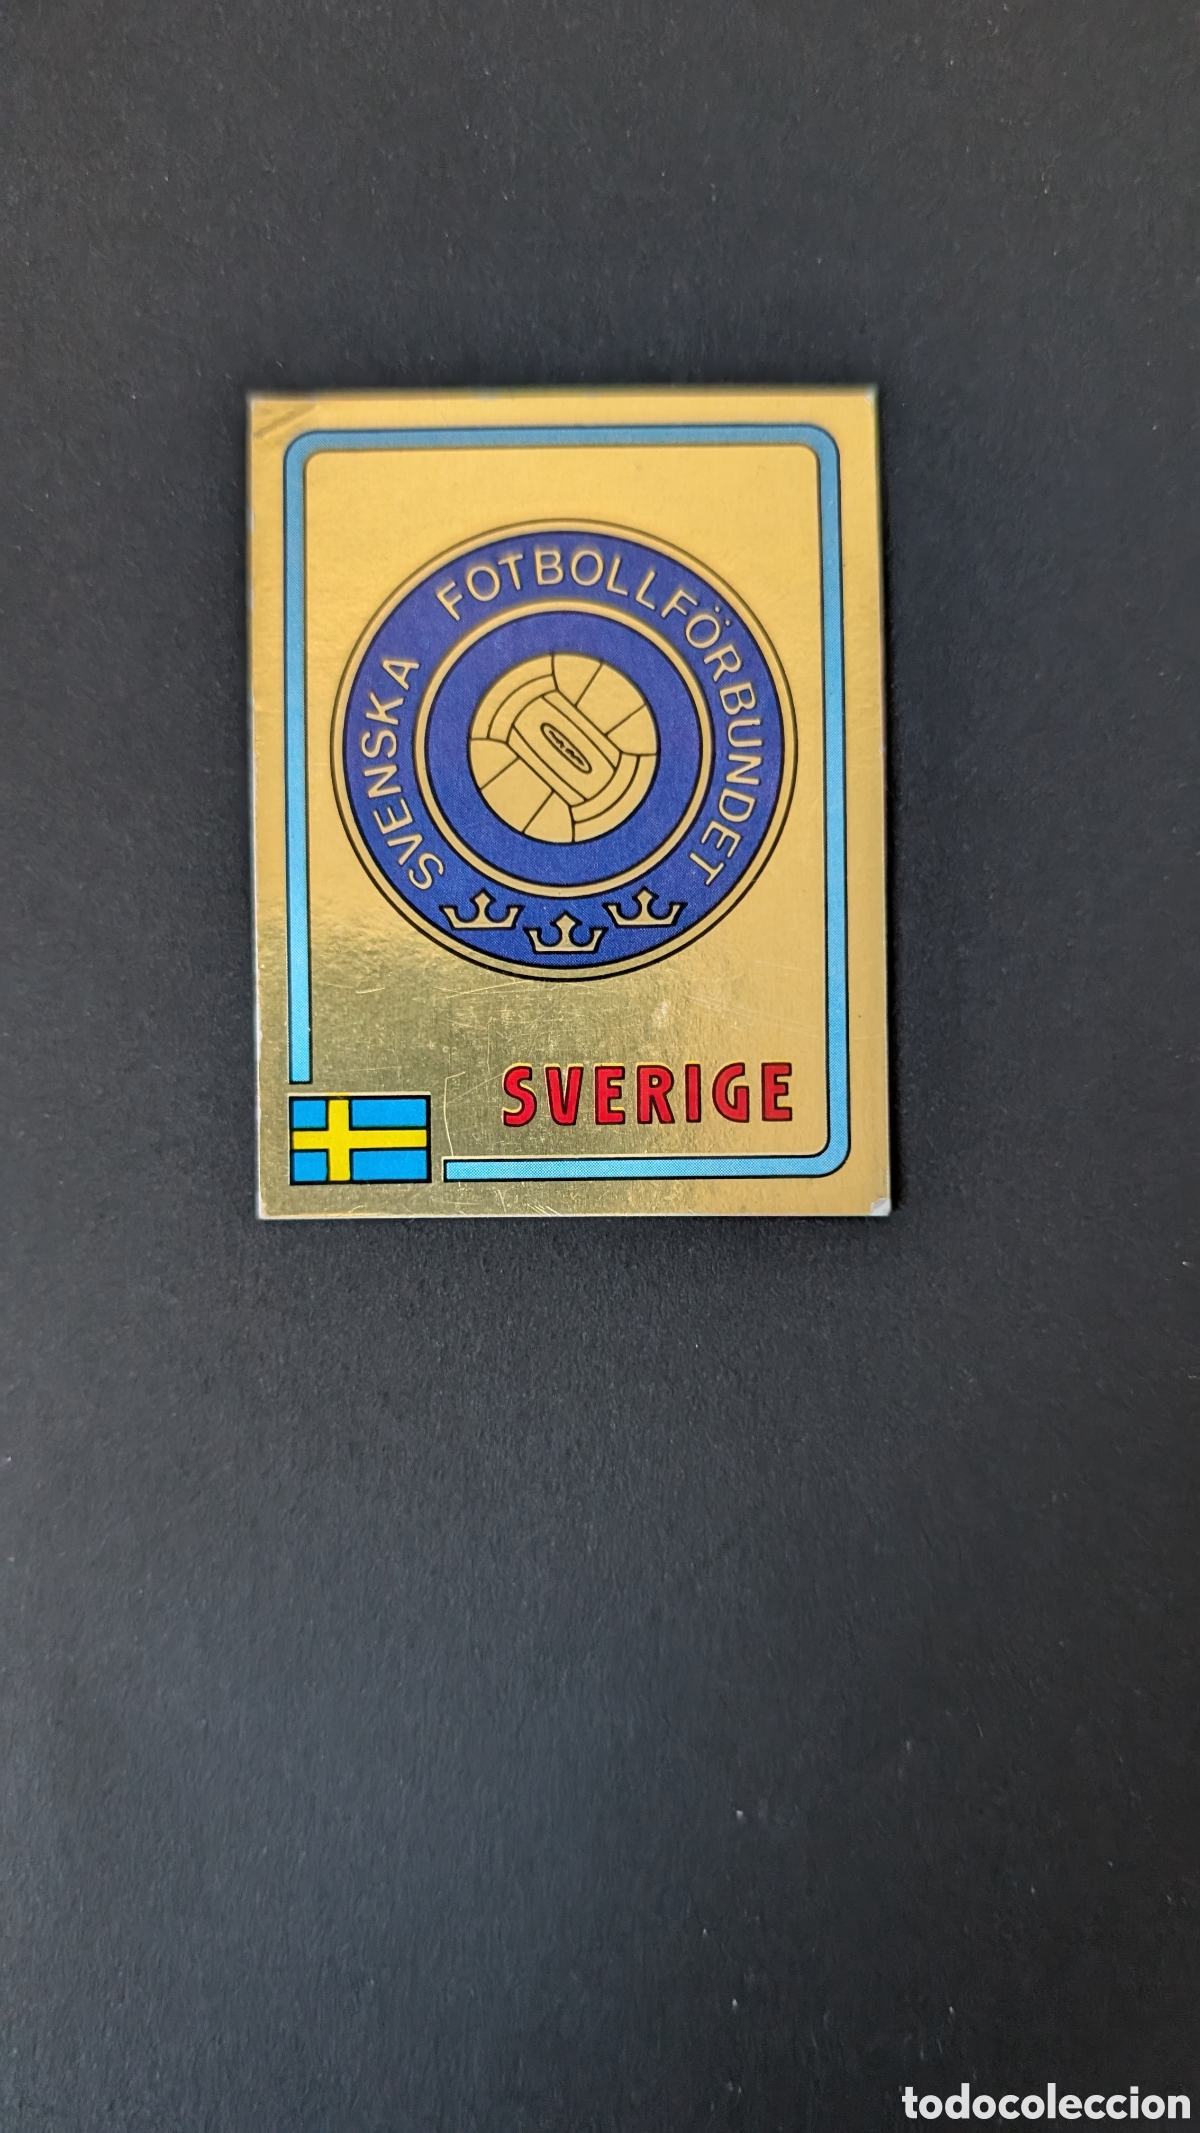 SVENSKA FOTBOLLFÖRBUNDET
SVERIGE
todocoleccion